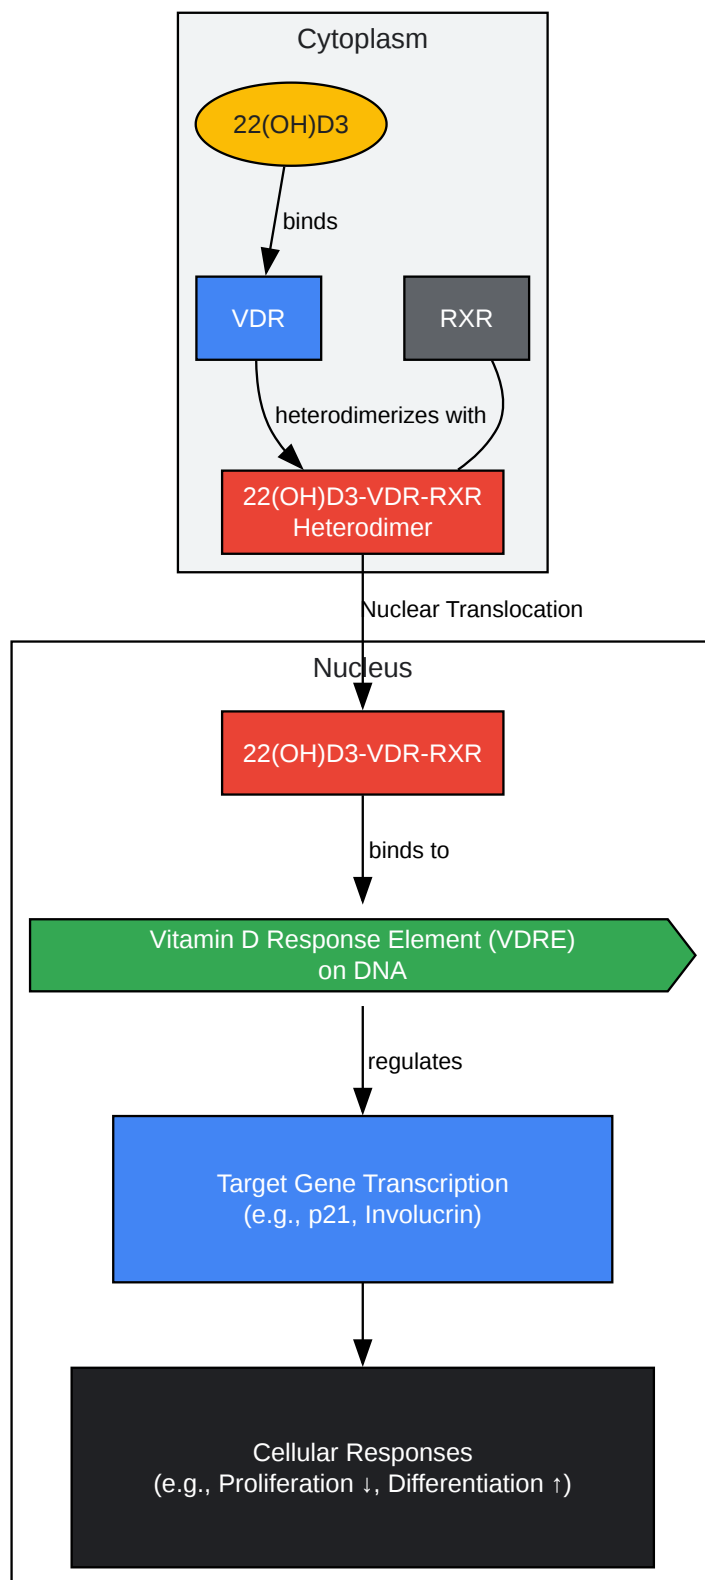 Cytoplasm
22(OH)D3
binds
VDR
RXR
heterodimerizes with
22(OH)D3-VDR-RXR
Heterodimer
Nuclear Translocation
Nucleus
22(OH)D3-VDR-RXR
binds to
Vitamin D Response Element (VDRE)
on DNA
regulates
Target Gene Transcription
(e.g., p21, Involucrin)
Cellular Responses
(e.g., Proliferation ↓, Differentiation ↑)